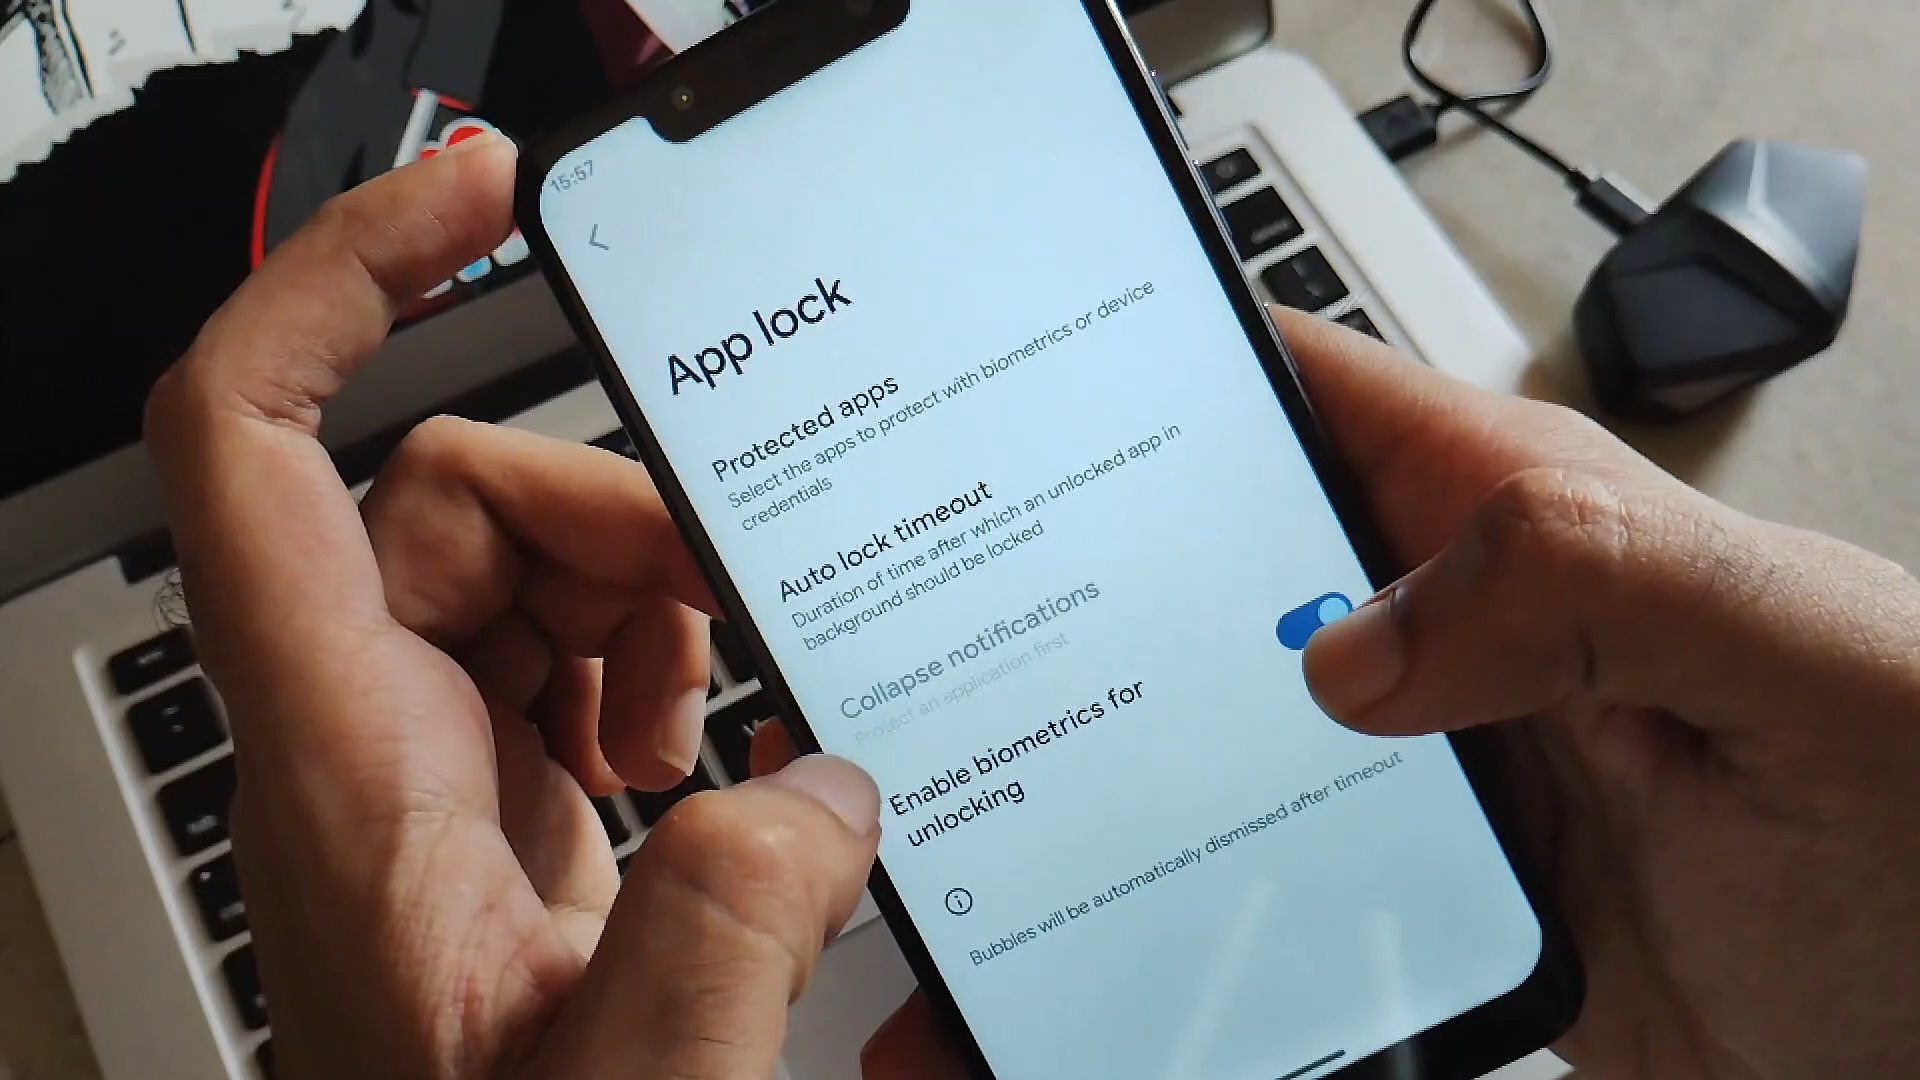 15:57
App lock
Protected apps
Select the apps to protect with biometrics or device
credentials
Auto lock timeout
Duration of time after which an unlocked app in
background should be locked
Collapse notifications
Protect an application first
Enable biometrics for
unlocking
Bubbles will be automatically dismissed after timeout